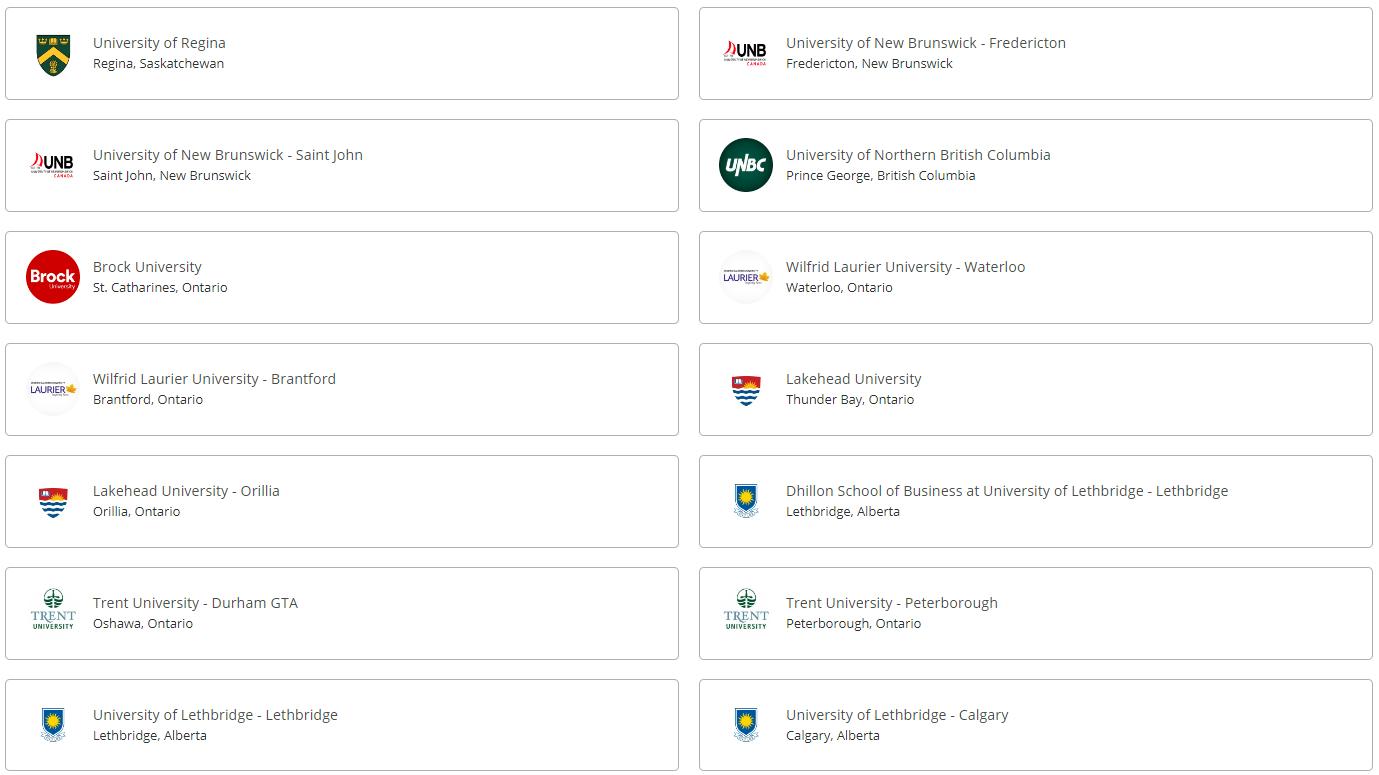 University of Regina
Regina, Saskatchewan
UNB
CANADA
University of New Brunswick - Fredericton
Fredericton, New Brunswick
UNB
CANADA
University of New Brunswick - Saint John
Saint John, New Brunswick
UNBC
University of Northern British Columbia
Prince George, British Columbia
Brock
University
Brock University
St. Catharines, Ontario
LAURIER
Wilfrid Laurier University - Waterloo
Waterloo, Ontario
LAURIER
Wilfrid Laurier University - Brantford
Brantford, Ontario
Lakehead University
Thunder Bay, Ontario
Lakehead University - Orillia
Orillia, Ontario
Dhillon School of Business at University of Lethbridge - Lethbridge
Lethbridge, Alberta
TRENT
UNIVERSITY
Trent University - Durham GTA
Oshawa, Ontario
TRENT
UNIVERSITY
Trent University - Peterborough
Peterborough, Ontario
University of Lethbridge - Lethbridge
Lethbridge, Alberta
University of Lethbridge - Calgary
Calgary, Alberta